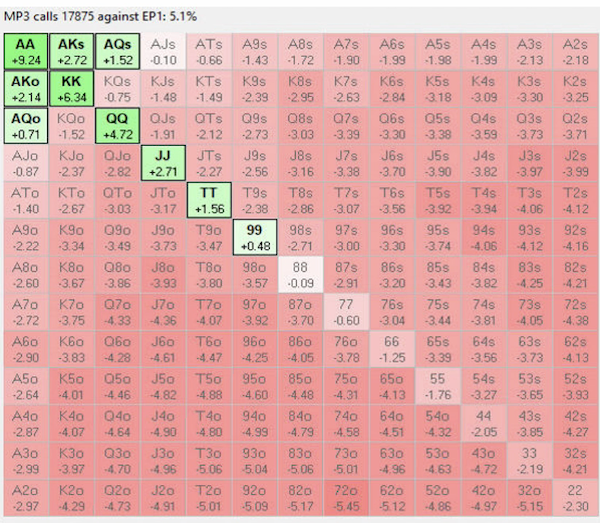 MP3 calls 17875 against EP1: 5.1%
AA AKs AQs AJs ATs A9s A8s A7s A6s A5s A4s A3s A2s
+9.24 +2.72 +1.52 -0.10 -0.66 -1.43 -1.72 -1.90 -1.99 -1.98 -1.99 -2.13 -2.18
AKo KK KQs KJs KTs K9s K8s K7s K6s K5s K4s K3s K2s
+2.14 +6.34 -0.75 -1.48 -1.49 -2.39 -2.95 -2.63 -2.84 -3.18 -3.09 -3.30 -3.25
AQo KQo QQ QJs QTs Q9s Q8s Q7s Q6s Q5s Q4s Q3s Q2s
+0.71 -1.52 +4.72 -1.91 -2.12 -2.73 -3.03 -3.39 -3.30 -3.38 -3.59 -3.73 -3.71
AJo KJo QJo JJ JTs J9s J8s J7s J6s J5s J4s J3s J2s
-0.87 -2.37 -2.82 +2.71 -2.27 -2.56 -3.16 -3.38 -3.70 -3.90 -3.82 -3.97 -3.99
ATo KTo QTo JTo TT T9s T8s T7s T6s T5s T4s T3s T2s
-1.40 -2.67 -3.03 -3.17 +1.56 -2.38 -2.86 -3.07 -3.56 -3.92 -3.94 -4.06 -4.12
A9o K9o Q9o J9o T9o 99 98s 97s 96s 95s 94s 93s 92s
-2.22 -3.34 -3.49 -3.73 -3.47 +0.48 -2.71 -3.00 -3.30 -3.74 -4.06 -4.12 -4.16
A8o K8o Q8o J8o T8o 98o 88 87s 86s 85s 84s 83s 82s
-2.60 -3.67 -3.86 -3.93 -3.80 -3.57 -0.09 -2.91 -3.20 -3.43 -3.82 -4.25 -4.21
A7o K7o Q7o J7o T7o 97o 87o 77 76s 75s 74s 73s 72s
-2.72 -3.75 -4.33 -4.36 -4.07 -3.92 -3.70 -0.60 -3.04 -3.44 -3.81 -4.05 -4.38
A6o K6o Q6o J6o T6o 96o 86o 76o 66 65s 64s 63s 62s
-2.90 -3.83 -4.28 -4.61 -4.47 -4.25 -4.05 -3.78 -1.25 -3.39 -3.56 -3.73 -4.13
A5o K5o Q5o J5o T5o 95o 85o 75o 65o 55 54s 53s 52s
-2.64 -4.01 -4.46 -4.82 -4.88 -4.60 -4.48 -4.31 -4.13 -1.76 -3.27 -3.65 -3.93
A4o K4o Q4o J4o T4o 94o 84o 74o 64o 54o 44 43s 42s
-2.87 -4.07 -4.64 -4.90 -4.80 -4.99 -4.79 -4.58 -4.51 -4.32 -2.05 -3.85 -4.27
A3o K3o Q3o J3o T3o 93o 83o 73o 63o 53o 43o 33 32s
-2.99 -3.97 -4.70 -4.96 -5.06 -5.04 -5.06 -5.01 -4.96 -4.63 -4.72 -2.19 -4.21
A2o K2o Q2o J2o T2o 92o 82o 72o 62o 52o 42o 32o 22
-2.97 -4.29 -4.73 -4.91 -5.01 -5.09 -5.17 -5.45 -5.12 -4.86 -4.97 -5.15 -2.30